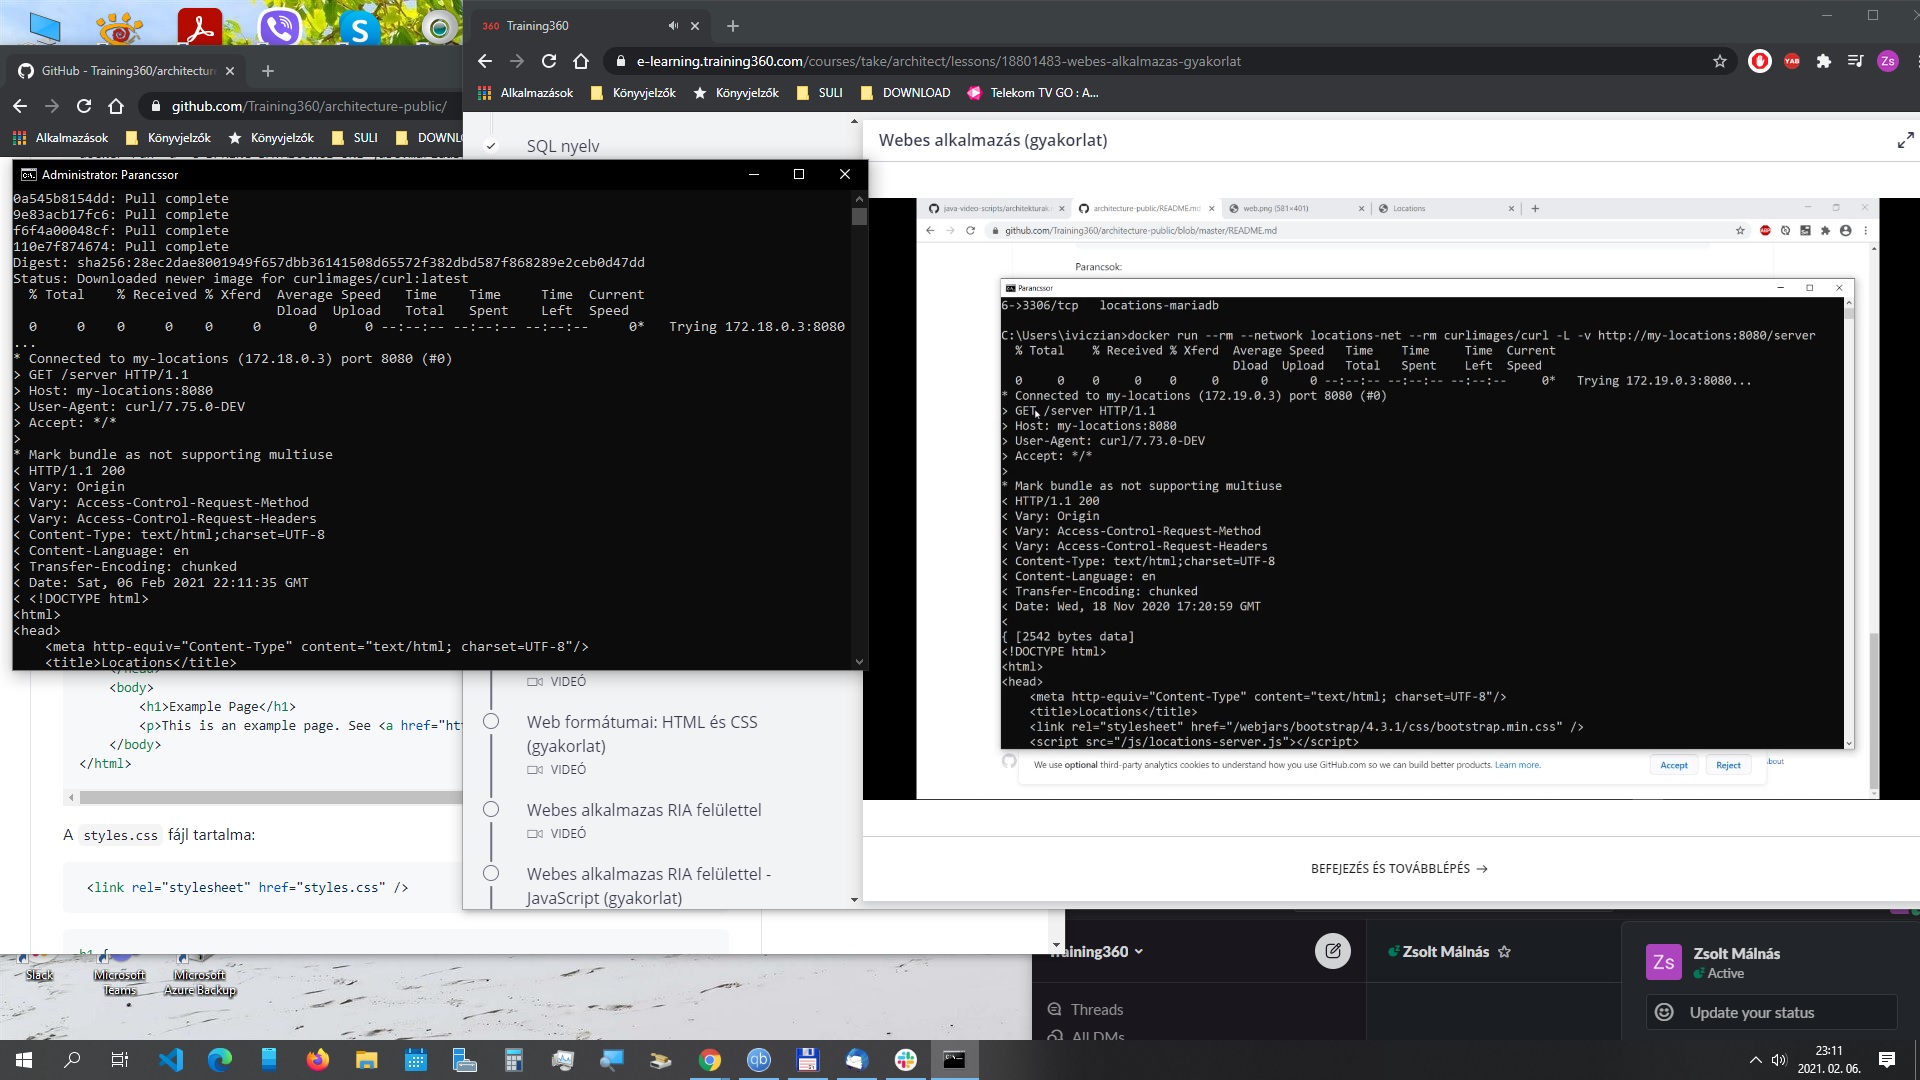 GitHub - Training360/architectur
github.com/Training360/architecture-public/
Alkalmazások
Könyvjelzők
Könyvjelzők
SULI
DOWNL
360 Training360
e-learning.training360.com/courses/take/architect/lessons/18801483-webes-alkalmazas-gyakorlat
YAB
Zs
Alkalmazások
Könyvjelzők
Könyvjelzők
SULI
DOWNLOAD
Telekom TV GO : A...
SQL nyelv
Webes alkalmazás (gyakorlat)
Administrator: Parancssor
0a545b8154dd: Pull complete
9e83acb17fc6: Pull complete
f6f4a00048cf: Pull complete
110e7f874674: Pull complete
Digest: sha256:28ec2dae8001949f657dbb36141508d65572f382dbd587f868289e2ceb0d47dd
Status: Downloaded newer image for curlimages/curl:latest
% Total % Received % Xferd Average Speed Time Time Time Current
Dload Upload Total Spent Left Speed
0 0 0 0 0 0 0 0 --:--:-- --:--:-- --:--:-- 0* Trying 172.18.0.3:8080
...
* Connected to my-locations (172.18.0.3) port 8080 (#0)
> GET /server HTTP/1.1
> Host: my-locations:8080
> User-Agent: curl/7.75.0-DEV
> Accept: */*
>
* Mark bundle as not supporting multiuse
< HTTP/1.1 200
< Vary: Origin
< Vary: Access-Control-Request-Method
< Vary: Access-Control-Request-Headers
< Content-Type: text/html;charset=UTF-8
< Content-Language: en
< Transfer-Encoding: chunked
< Date: Sat, 06 Feb 2021 22:11:35 GMT
< <!DOCTYPE html>
<html>
<head>
<meta http-equiv="Content-Type" content="text/html; charset=UTF-8"/>
<title>Locations</title>
<body>
<h1>Example Page</h1>
<p>This is an example page. See <a href="htt
</body>
</html>
A styles.css fájl tartalma:
<link rel="stylesheet" href="styles.css" />
h1 {
VIDEÓ
Web formátumai: HTML és CSS
(gyakorlat)
VIDEÓ
Webes alkalmazas RIA felülettel
VIDEÓ
Webes alkalmazas RIA felülettel -
JavaScript (gyakorlat)
java-video-scripts/architekturak
architecture-public/README.md
web.png (581×401)
Locations
github.com/Training360/architecture-public/blob/master/README.md
Parancsok:
Parancssor
6->3306/tcp locations-mariadb
C:\Users\iviczian>docker run --rm --network locations-net --rm curlimages/curl -L -v http://my-locations:8080/server
% Total % Received % Xferd Average Speed Time Time Time Current
Dload Upload Total Spent Left Speed
0 0 0 0 0 0 0 0 --:--:-- --:--:-- --:--:-- 0* Trying 172.19.0.3:8080...
* Connected to my-locations (172.19.0.3) port 8080 (#0)
> GET /server HTTP/1.1
> Host: my-locations:8080
> User-Agent: curl/7.73.0-DEV
> Accept: */*
>
* Mark bundle as not supporting multiuse
< HTTP/1.1 200
< Vary: Origin
< Vary: Access-Control-Request-Method
< Vary: Access-Control-Request-Headers
< Content-Type: text/html;charset=UTF-8
< Content-Language: en
< Transfer-Encoding: chunked
< Date: Wed, 18 Nov 2020 17:20:59 GMT
<
{ [2542 bytes data]
<!DOCTYPE html>
<html>
<head>
<meta http-equiv="Content-Type" content="text/html; charset=UTF-8"/>
<title>Locations</title>
<link rel="stylesheet" href="/webjars/bootstrap/4.3.1/css/bootstrap.min.css" />
<script src="/js/locations-server.js"></script>
We use optional third-party analytics cookies to understand how you use GitHub.com so we can build better products. Learn more.
Accept
Reject
bout
BEFEJEZÉS ÉS TOVÁBBLÉPÉS →
raining360
Zsolt Málnás
Threads
All DMs
Zs
Zsolt Málnás
Active
Update your status
Slack
Microsoft
Teams
Microsoft
Azure Backup
23:11
2021. 02. 06.